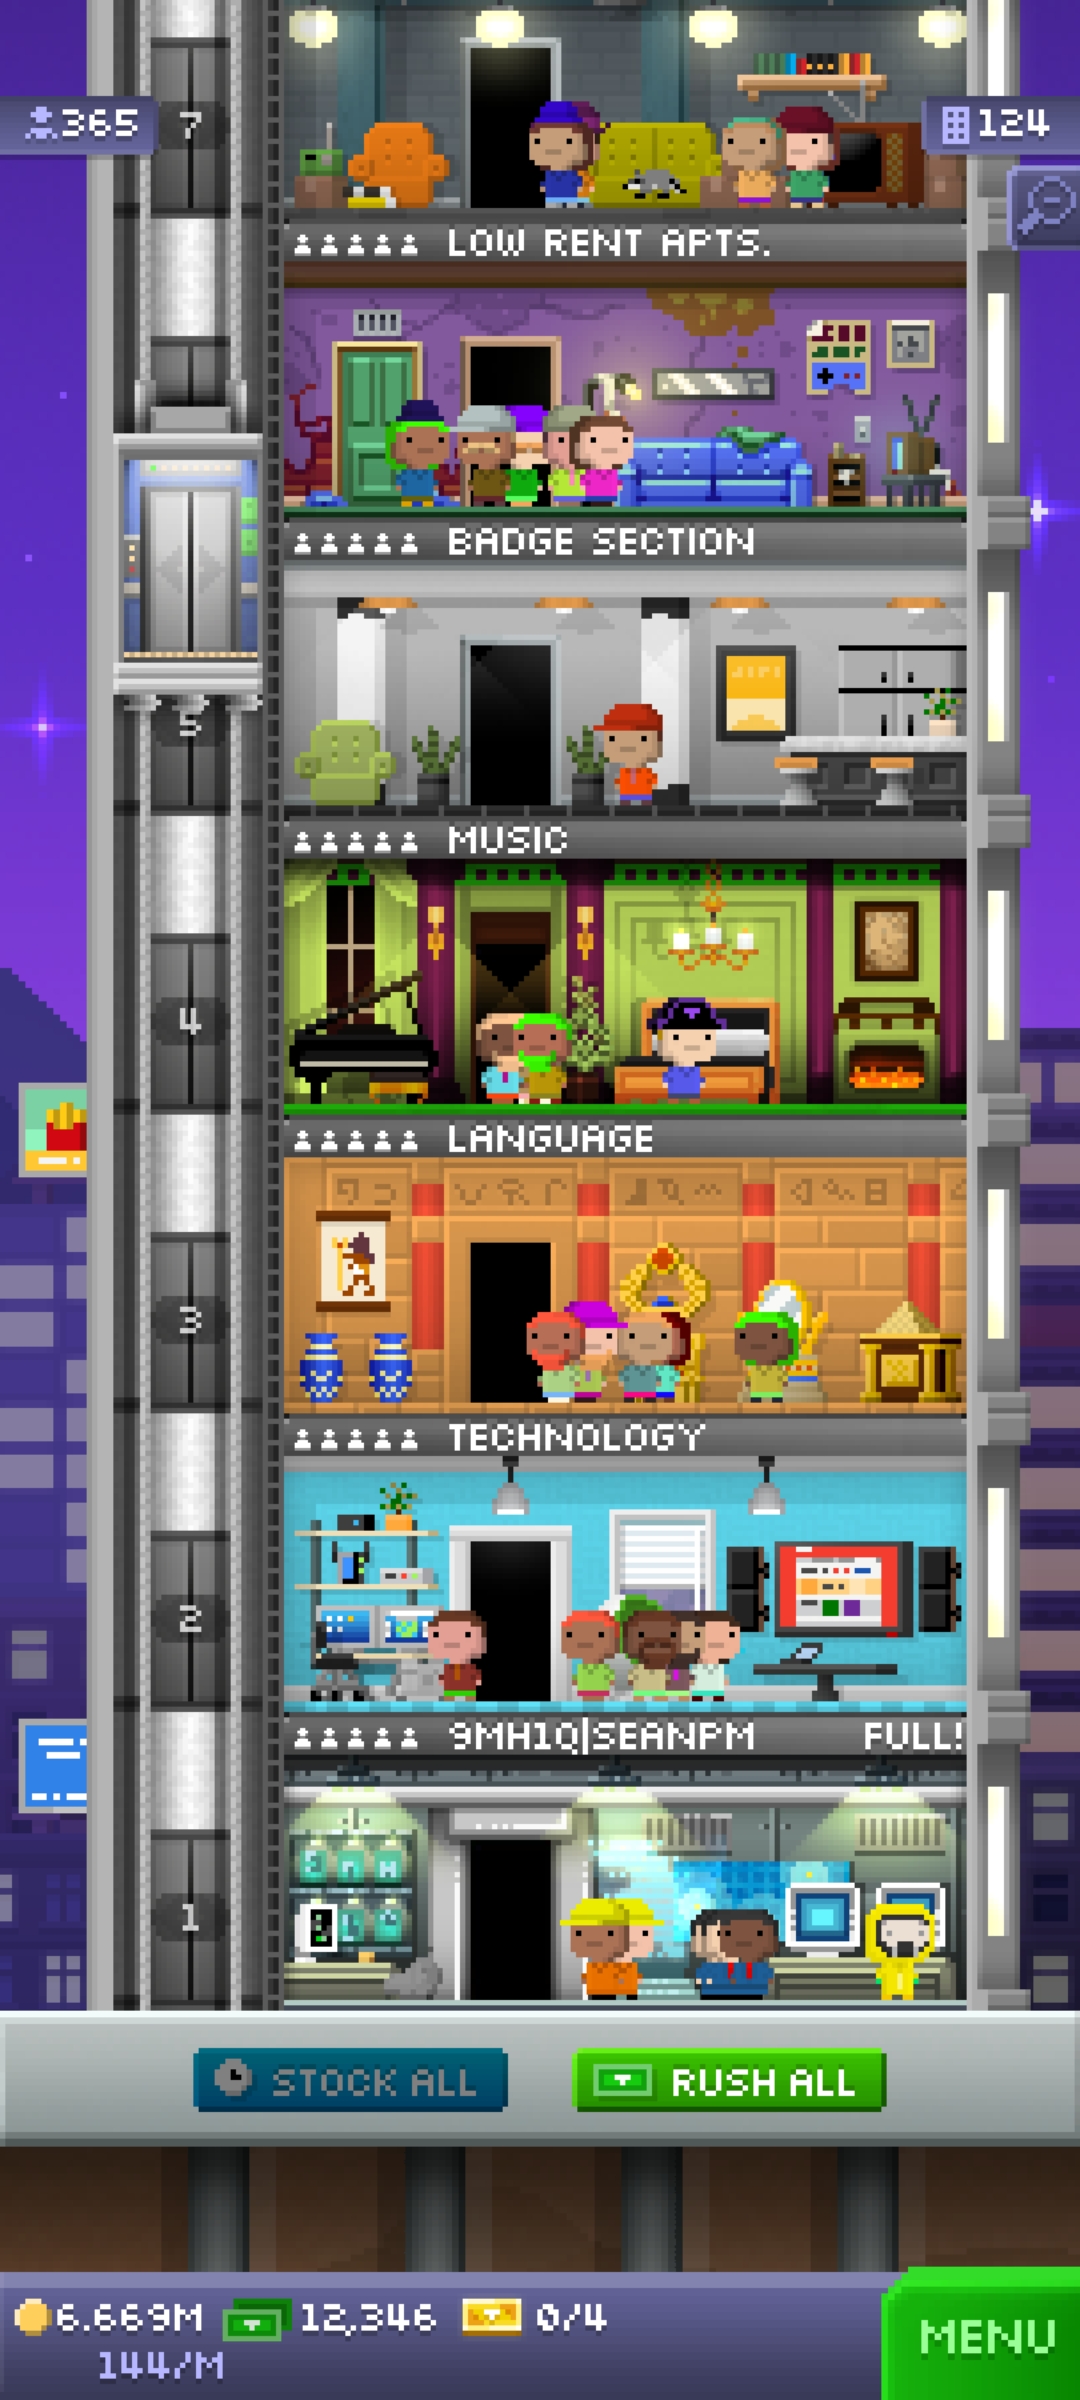 7
365
124
LOW RENT APTS.
BADGE SECTION
5
MUSIC
4
LANGUAGE
3
TECHNOLOGY
2
9MH1Q|SEANPM FULL!
1
STOCK ALL
RUSH ALL
6.669M
12,346
0/4
144/M
MENU